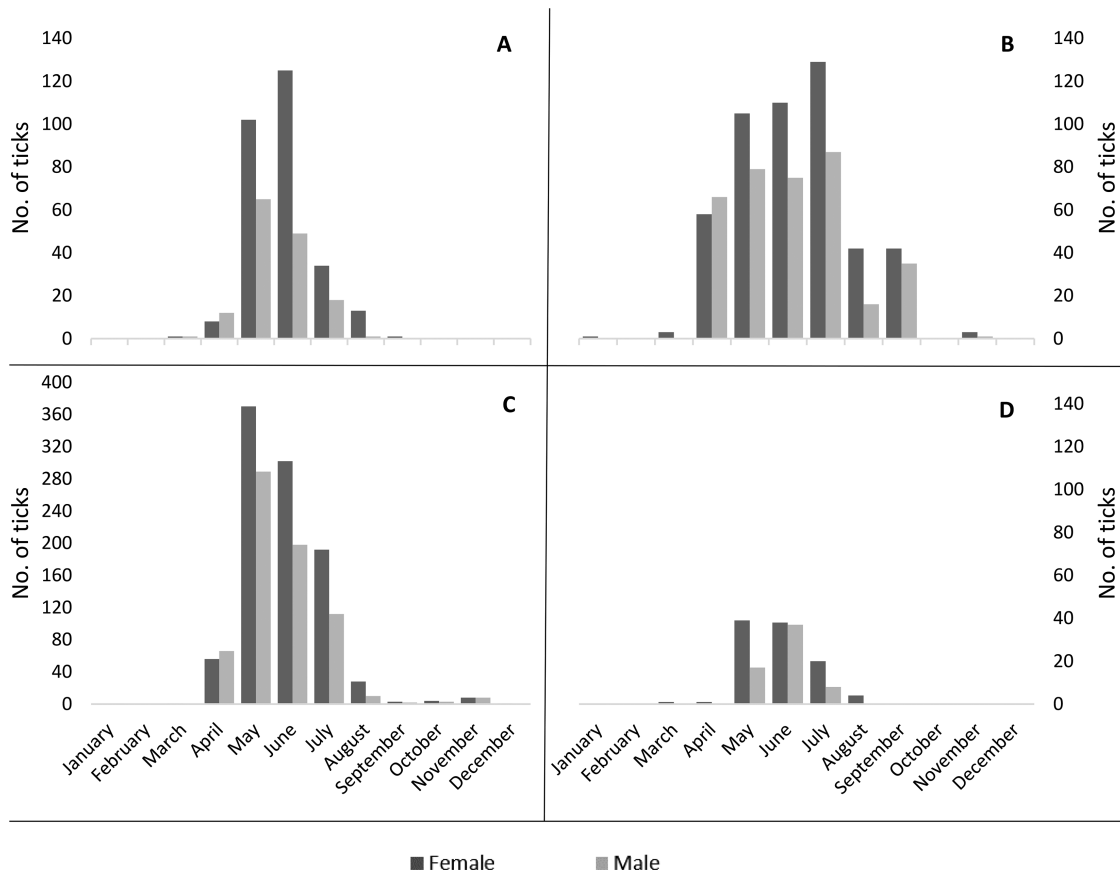 A
No. of ticks
140
120
100
80
60
40
20
0
B
140
120
100
80
60
40
20
0
No. of ticks
C
No. of ticks
400
360
320
280
240
200
160
120
80
40
0
January
February
March
April
May
June
July
August
September
October
November
December
D
140
120
100
80
60
40
20
0
No. of ticks
January
February
March
April
May
June
July
August
September
October
November
December
Female Male